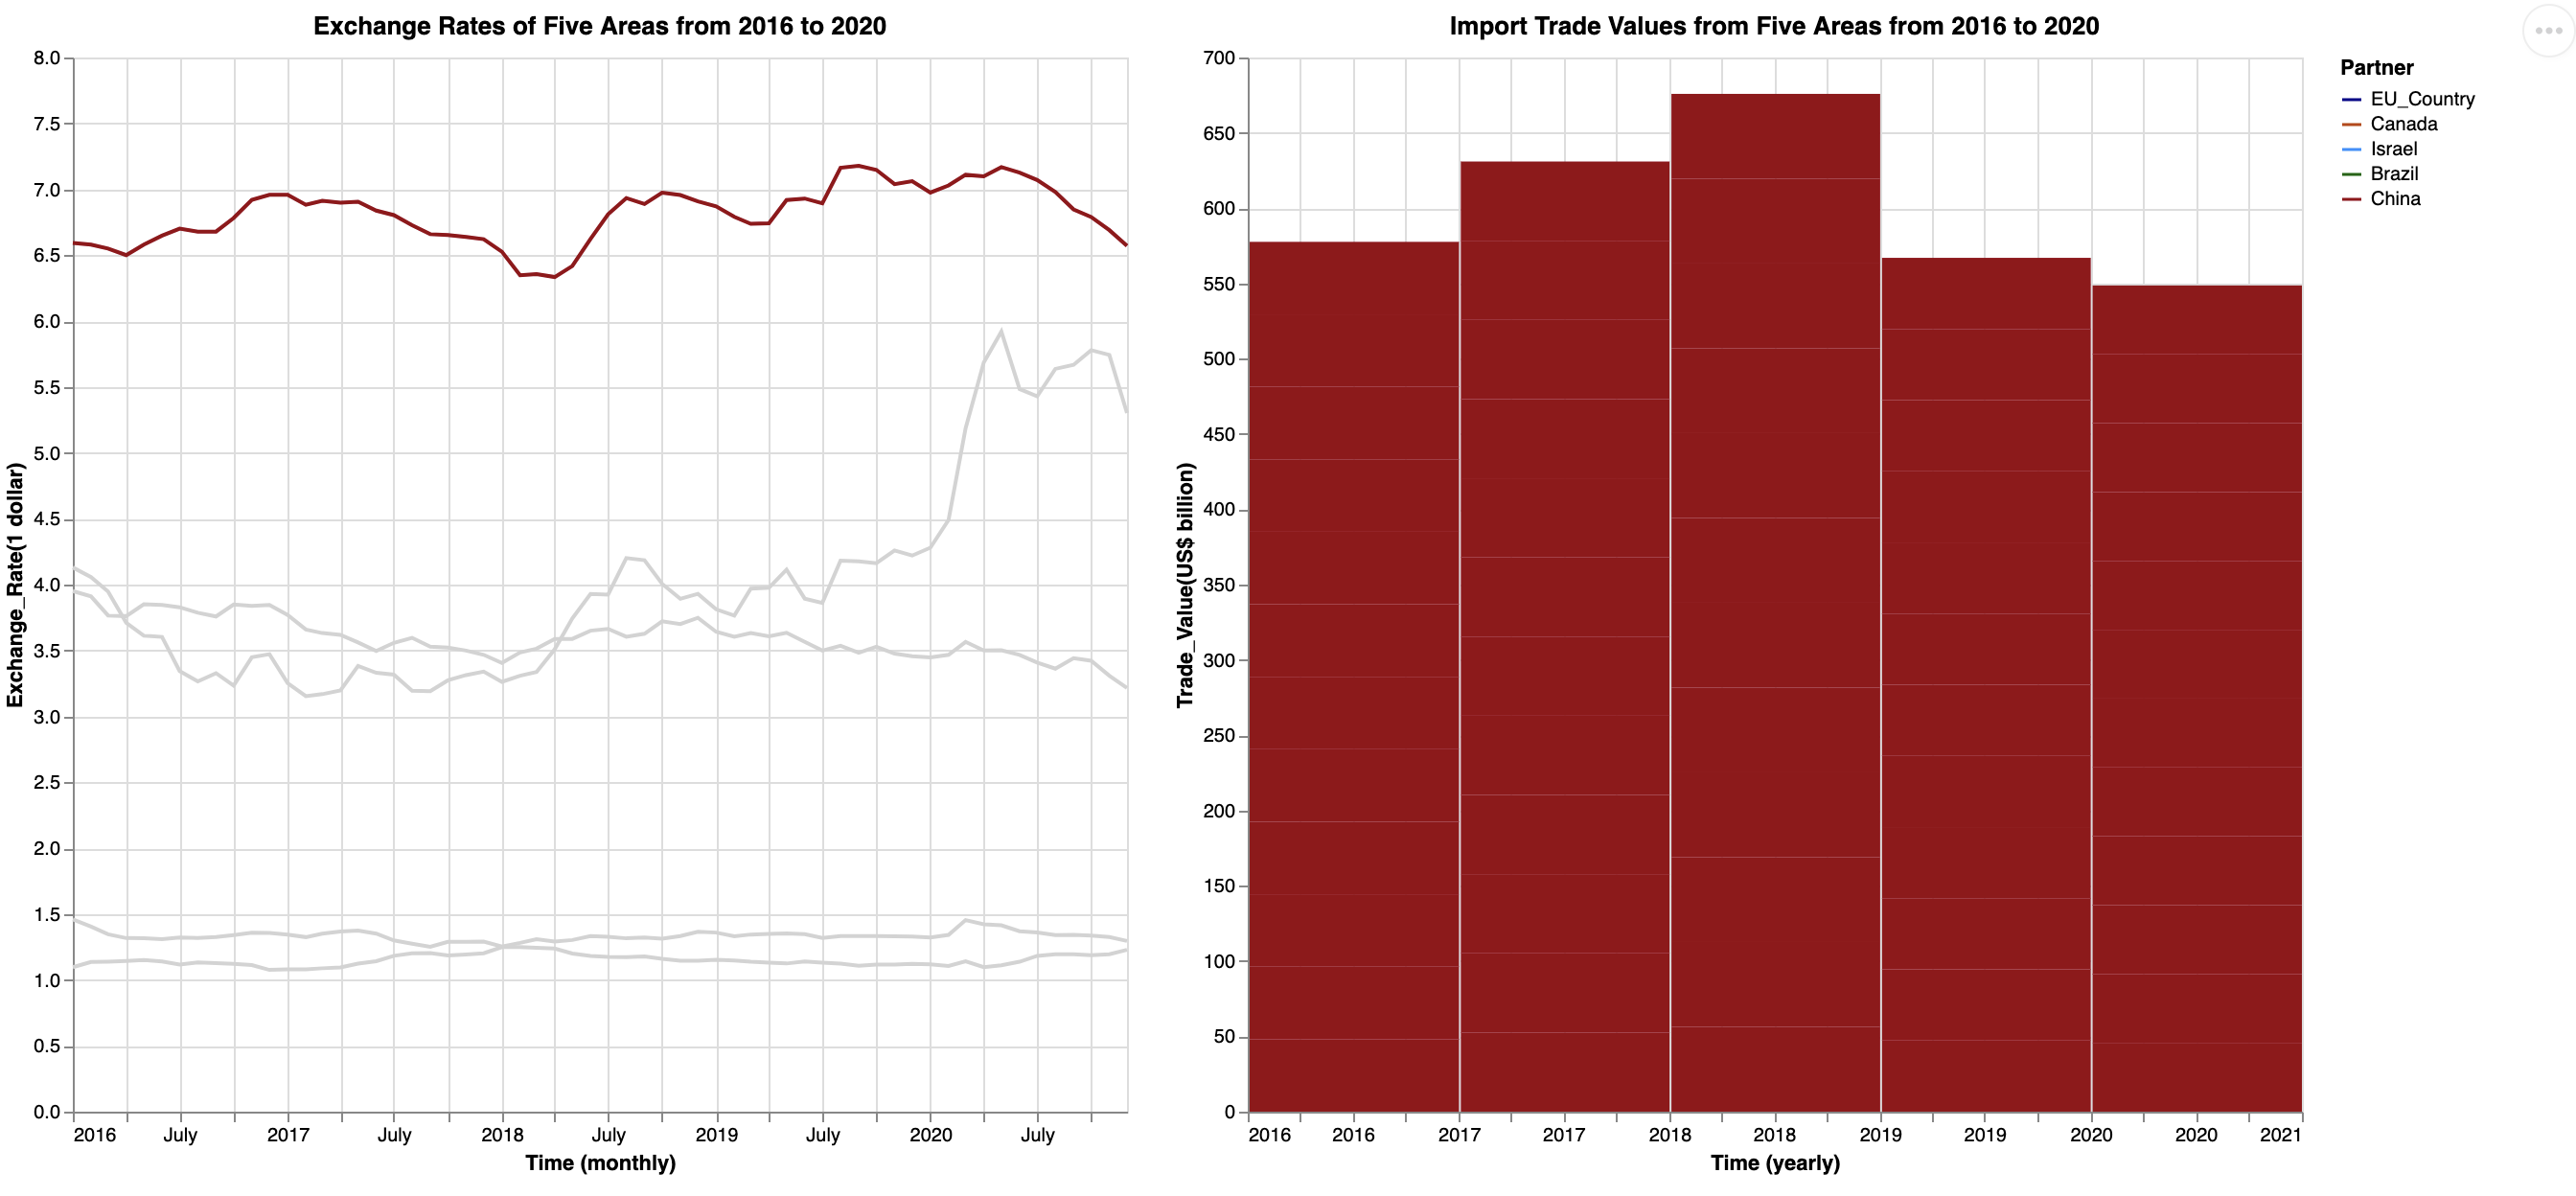 Exchange Rates of Five Areas from 2016 to 2020
8.0
7.5
7.0
6.5
6.0
5.5
5.0
4.5
4.0
3.5
3.0
2.5
2.0
1.5
1.0
0.5
0.0
Exchange_Rate(1 dollar)
2016 July 2017 July 2018 July 2019 July 2020 July
Time (monthly)
Import Trade Values from Five Areas from 2016 to 2020
700
650
600
550
500
450
400
350
300
250
200
150
100
50
0
Trade_Value(US$ billion)
2016 2016 2017 2017 2018 2018 2019 2019 2020 2020 2021
Time (yearly)
Partner
EU_Country
Canada
Israel
Brazil
China